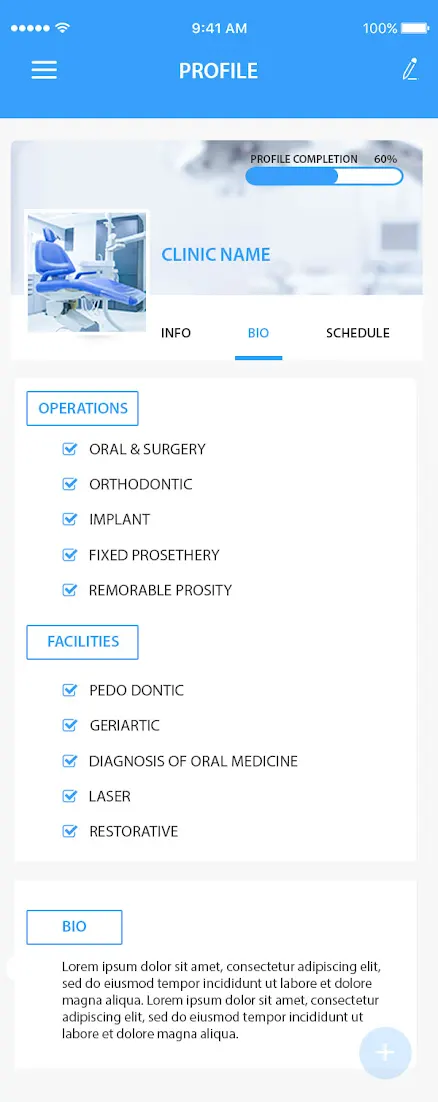 9:41 AM
100%
PROFILE
PROFILE COMPLETION 60%
CLINIC NAME
INFO
BIO
SCHEDULE
OPERATIONS
ORAL & SURGERY
ORTHODONTIC
IMPLANT
FIXED PROSETHERY
REMORABLE PROSITY
FACILITIES
PEDO DONTIC
GERIARTIC
DIAGNOSIS OF ORAL MEDICINE
LASER
RESTORATIVE
BIO
Lorem ipsum dolor sit amet, consectetur adipiscing elit,
sed do eiusmod tempor incididunt ut labore et dolore
magna aliqua. Lorem ipsum dolor sit amet, consectetur
adipiscing elit, sed do eiusmod tempor incididunt ut
labore et dolore magna aliqua.